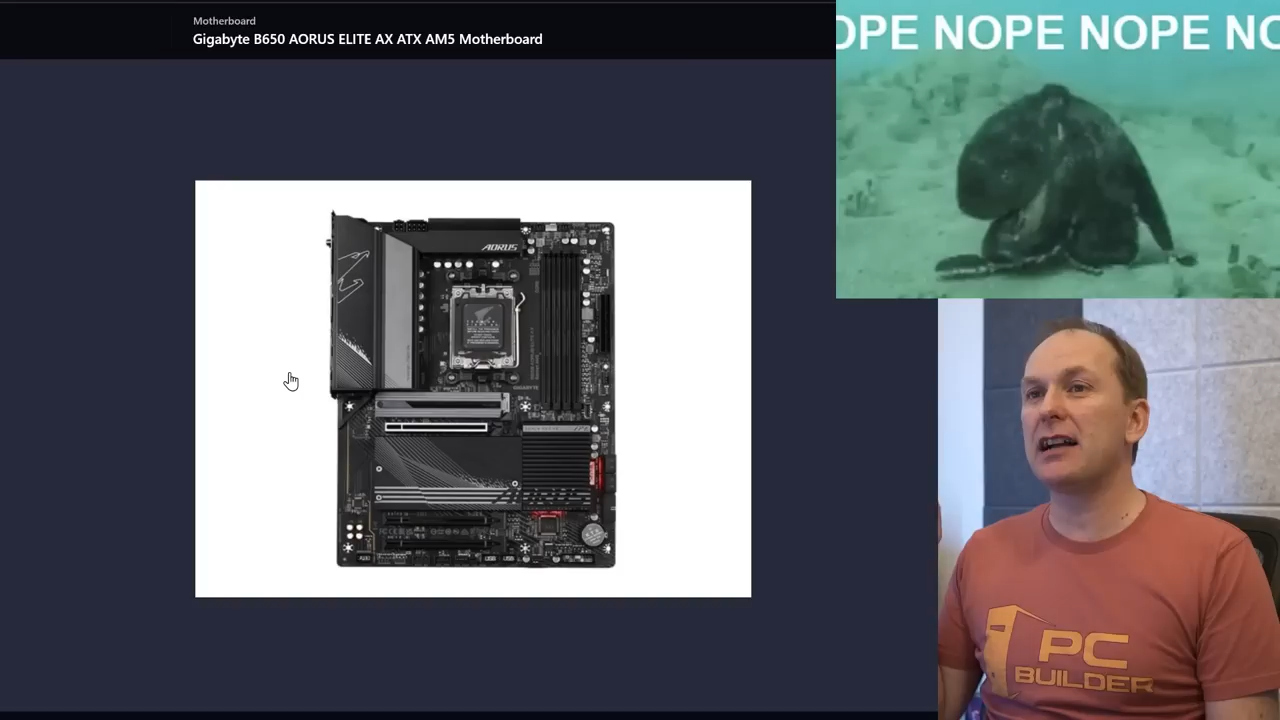 Motherboard
Gigabyte B650 AORUS ELITE AX ATX AM5 Motherboard
OPE NOPE NOPE NO
AORUS
PC
BUILDER